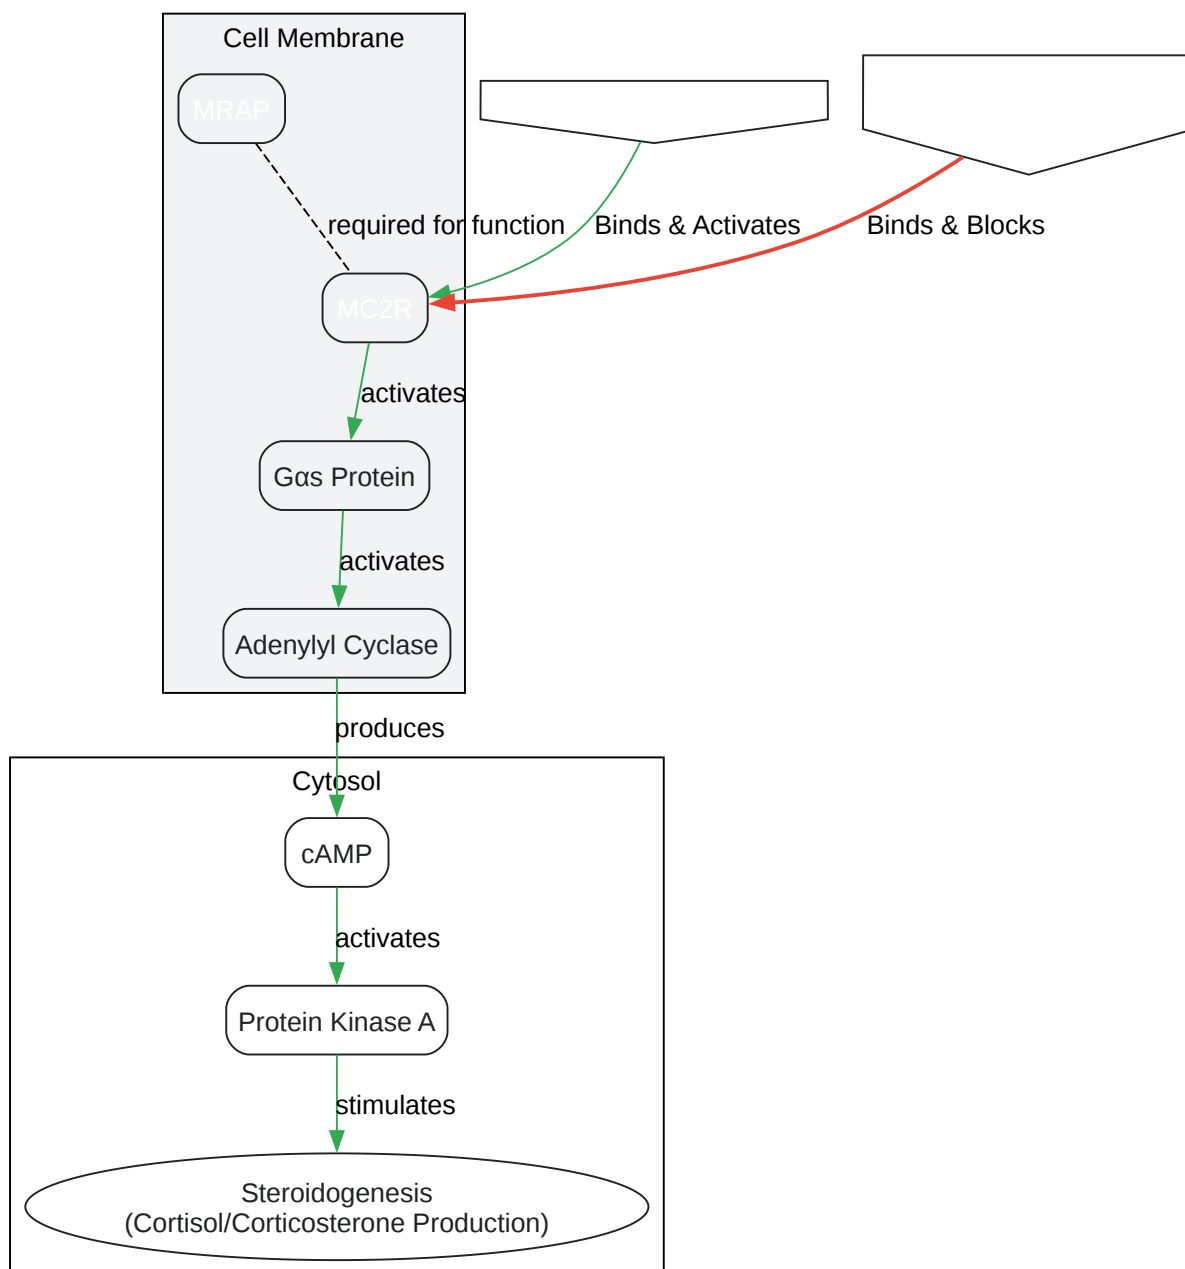 Cell Membrane
MRAP
required for function
Binds & Activates
Binds & Blocks
MC2R
activates
Gαs Protein
activates
Adenylyl Cyclase
produces
Cytosol
cAMP
activates
Protein Kinase A
stimulates
Steroidogenesis
(Cortisol/Corticosterone Production)